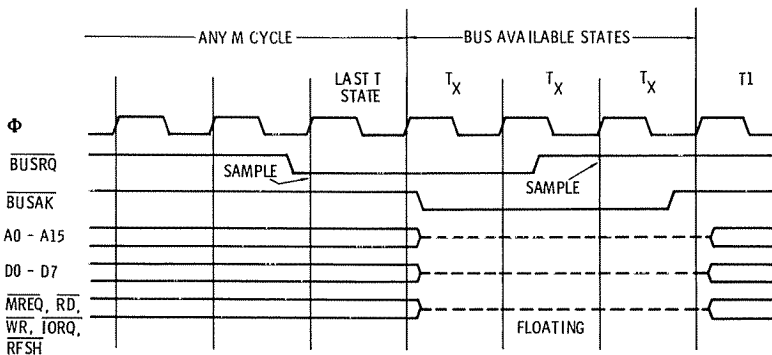 ANY M CYCLE
BUS AVAILABLE STATES
LAST T
STATE
TX
TX
TX
T1
Φ
BUSRQ
SAMPLE
SAMPLE
BUSAK
A0 - A15
D0 - D7
MREQ, RD,
WR, IORQ,
RFSH
FLOATING